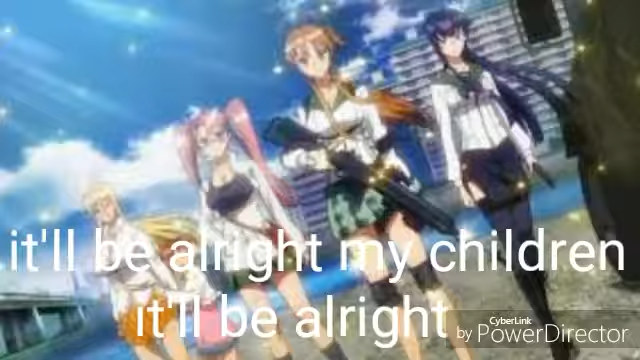 it'll be alright my children
it'll be alright
by CyberLink PowerDirector